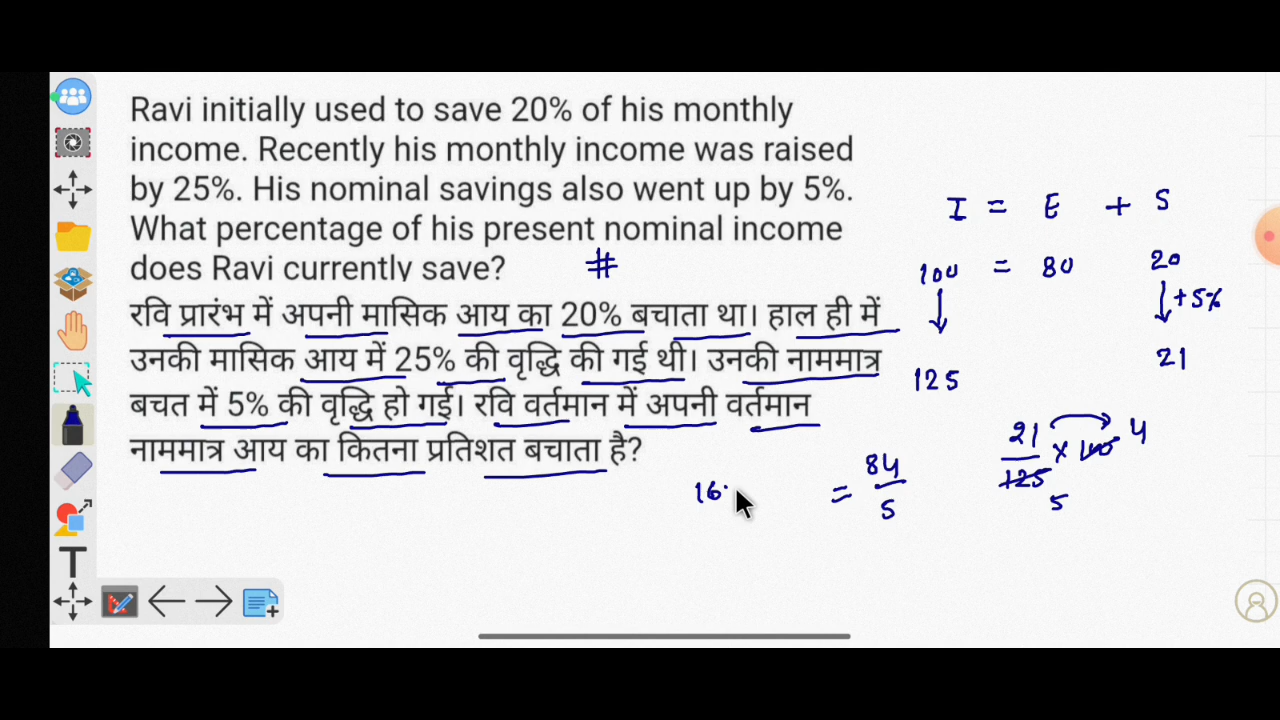 Ravi initially used to save 20% of his monthly
income. Recently his monthly income was raised
by 25%. His nominal savings also went up by 5%.
What percentage of his present nominal income
does Ravi currently save? #
रवि प्रारंभ में अपनी मासिक आय का 20% बचाता था। हाल ही में
उनकी मासिक आय में 25% की वृद्धि की गई थी। उनकी नाममात्र
बचत में 5% की वृद्धि हो गई। रवि वर्तमान में अपनी वर्तमान
नाममात्र आय का कितना प्रतिशत बचाता है?
I = E + S
100 = 80 20
+5%
125 21
21/125 × 100 4
5
16. = 84/5
T